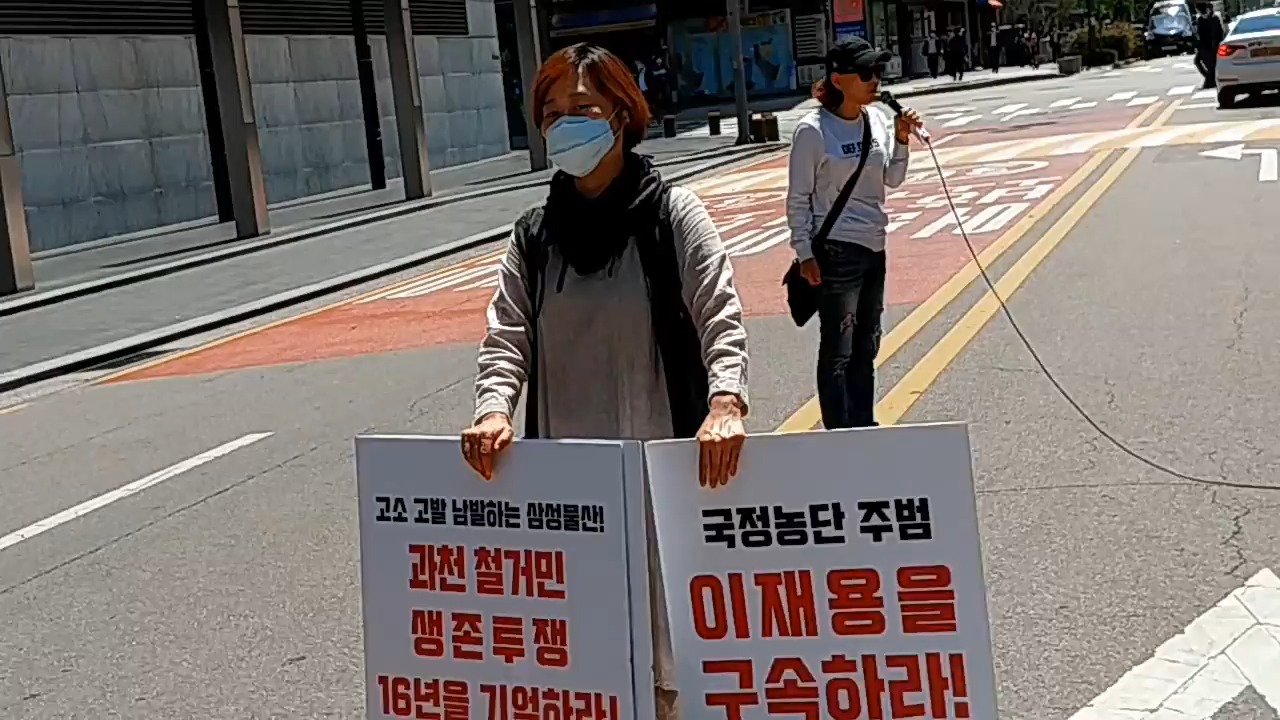 고소 고발 남발하는 삼성물산!
과천 철거민
생존투쟁
16년을 기억하라!
국정농단 주범
이재용을
구속하라!